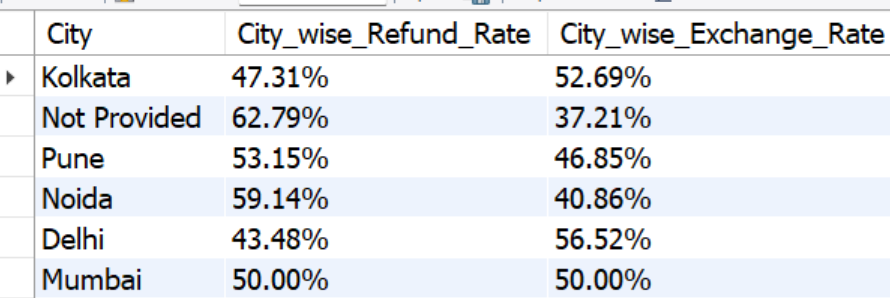 City City_wise_Refund_Rate City_wise_Exchange_Rate
Kolkata 47.31% 52.69%
Not Provided 62.79% 37.21%
Pune 53.15% 46.85%
Noida 59.14% 40.86%
Delhi 43.48% 56.52%
Mumbai 50.00% 50.00%